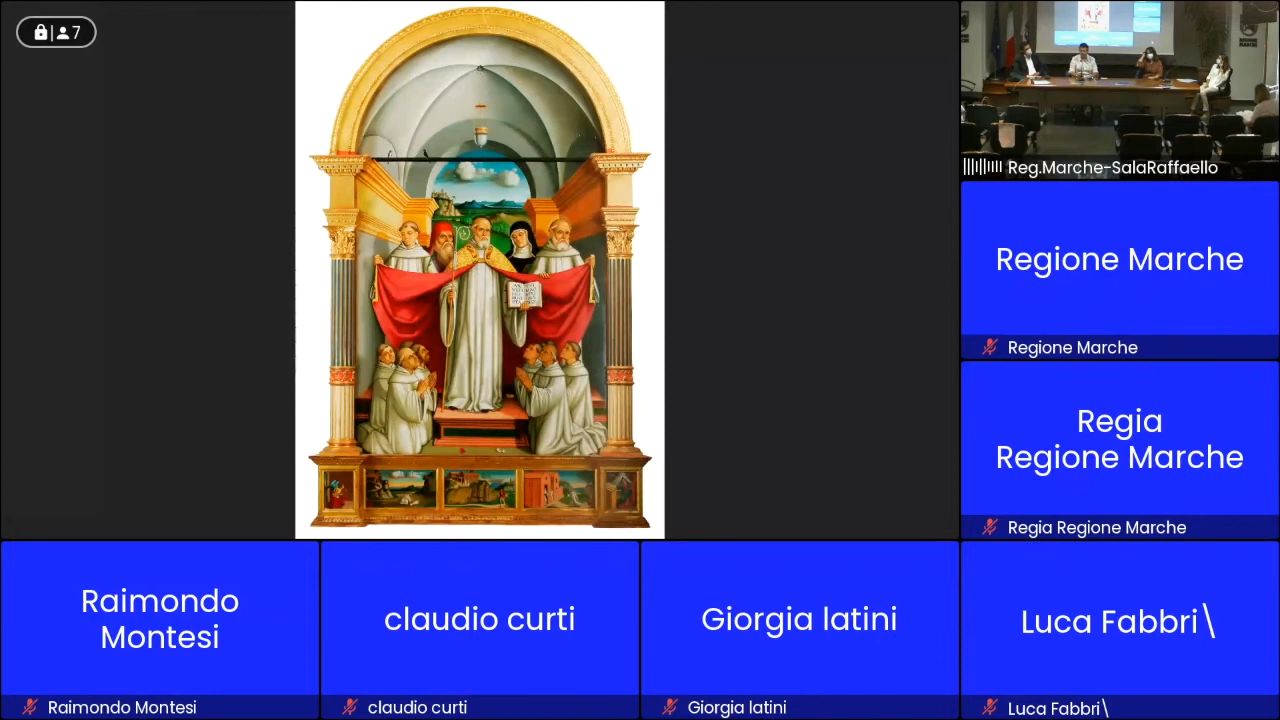 7
Reg.Marche-SalaRaffaello
Regione Marche
Regione Marche
Regia
Regione Marche
Regia Regione Marche
Raimondo
Montesi
Raimondo Montesi
claudio curti
claudio curti
Giorgia latini
Giorgia latini
Luca Fabbri\
Luca Fabbri\